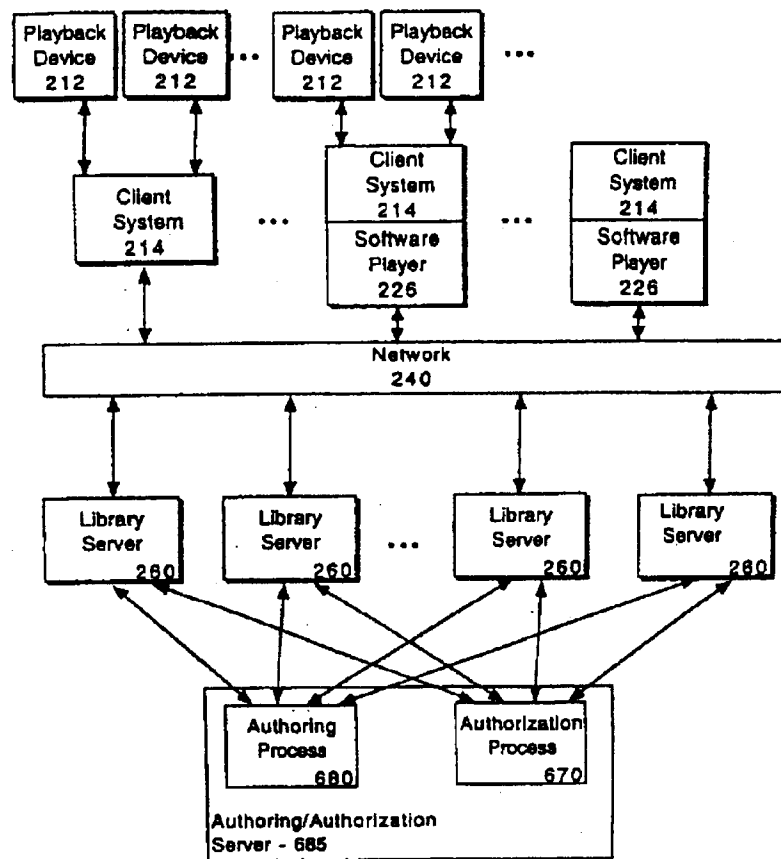 Playback
Device
212
Playback
Device
212
...
Playback
Device
212
Playback
Device
212
...
Client
System
214
...
Client
System
214
Software
Player
226
...
Client
System
214
Software
Player
226
Network
240
Library
Server
260
Library
Server
260
...
Library
Server
260
Library
Server
260
Authoring
Process
680
Authorization
Process
670
Authoring/Authorization
Server - 685